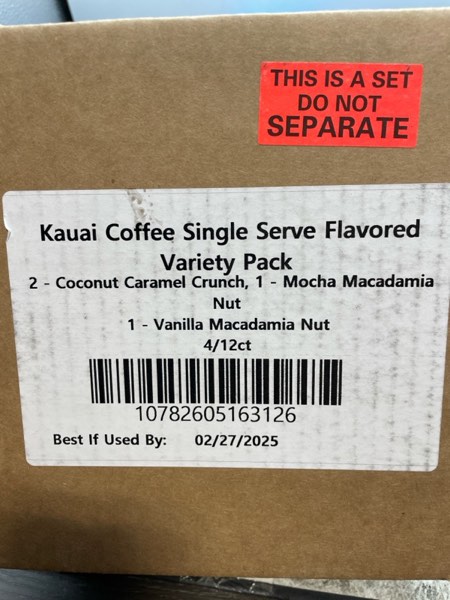 THIS IS A SET
DO NOT
SEPARATE
Kauai Coffee Single Serve Flavored
Variety Pack
2 - Coconut Caramel Crunch, 1 - Mocha Macadamia
Nut
1 - Vanilla Macadamia Nut
4/12ct
10782605163126
Best If Used By: 02/27/2025